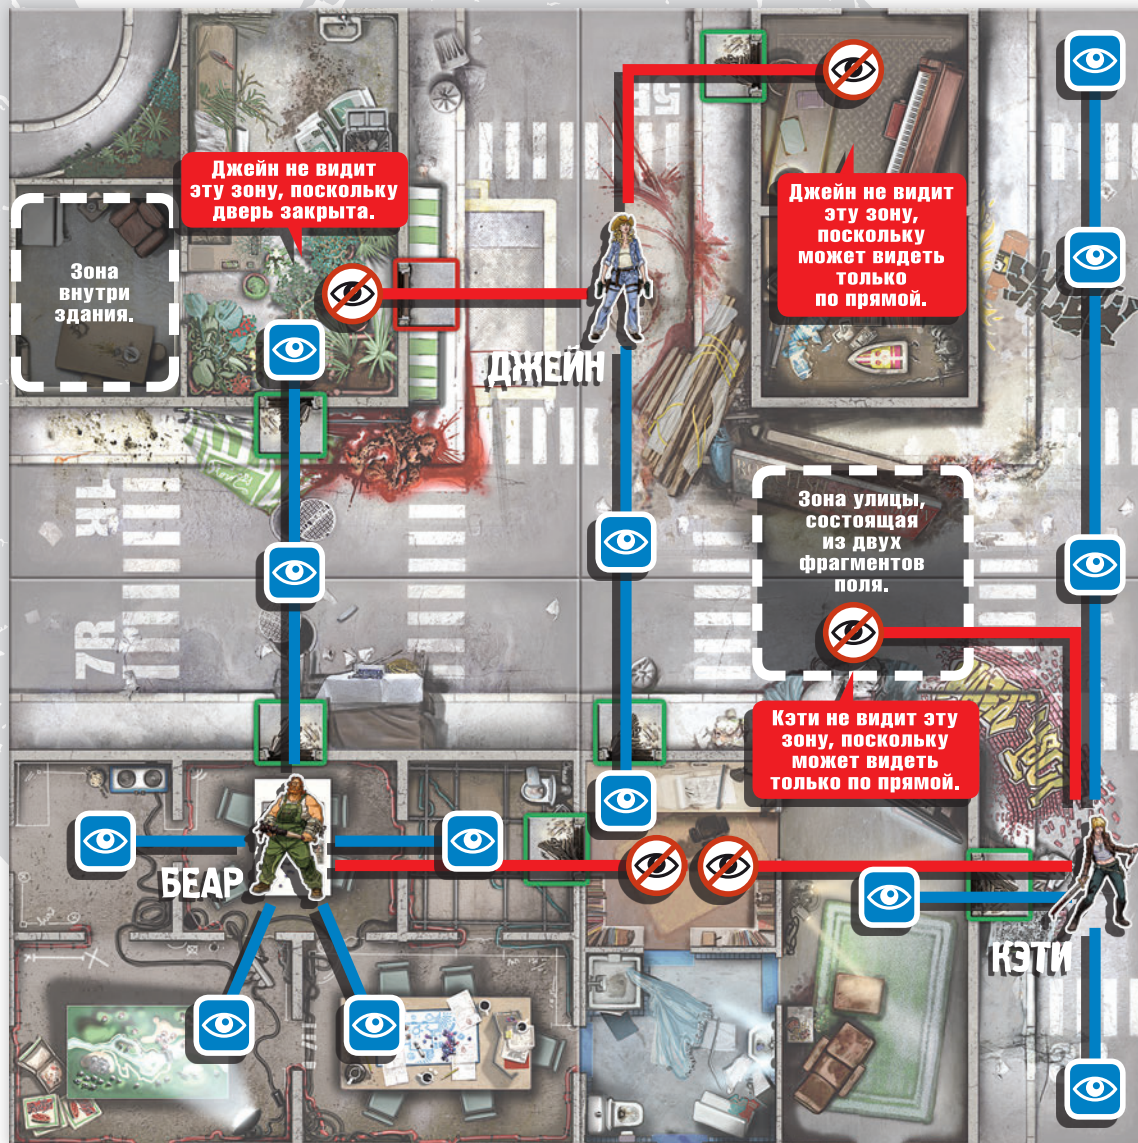 5R
Джейн не видит
эту зону, поскольку
дверь закрыта.
Джейн не видит
эту зону,
поскольку
может видеть
только
по прямой.
Зона
внутри
здания.
ДЖЕЙН
1R
Зона улицы,
состоящая
из двух
фрагментов
поля.
7R
Кэти не видит эту
зону, поскольку
может видеть
только по прямой.
БЕАР
КЭТИ